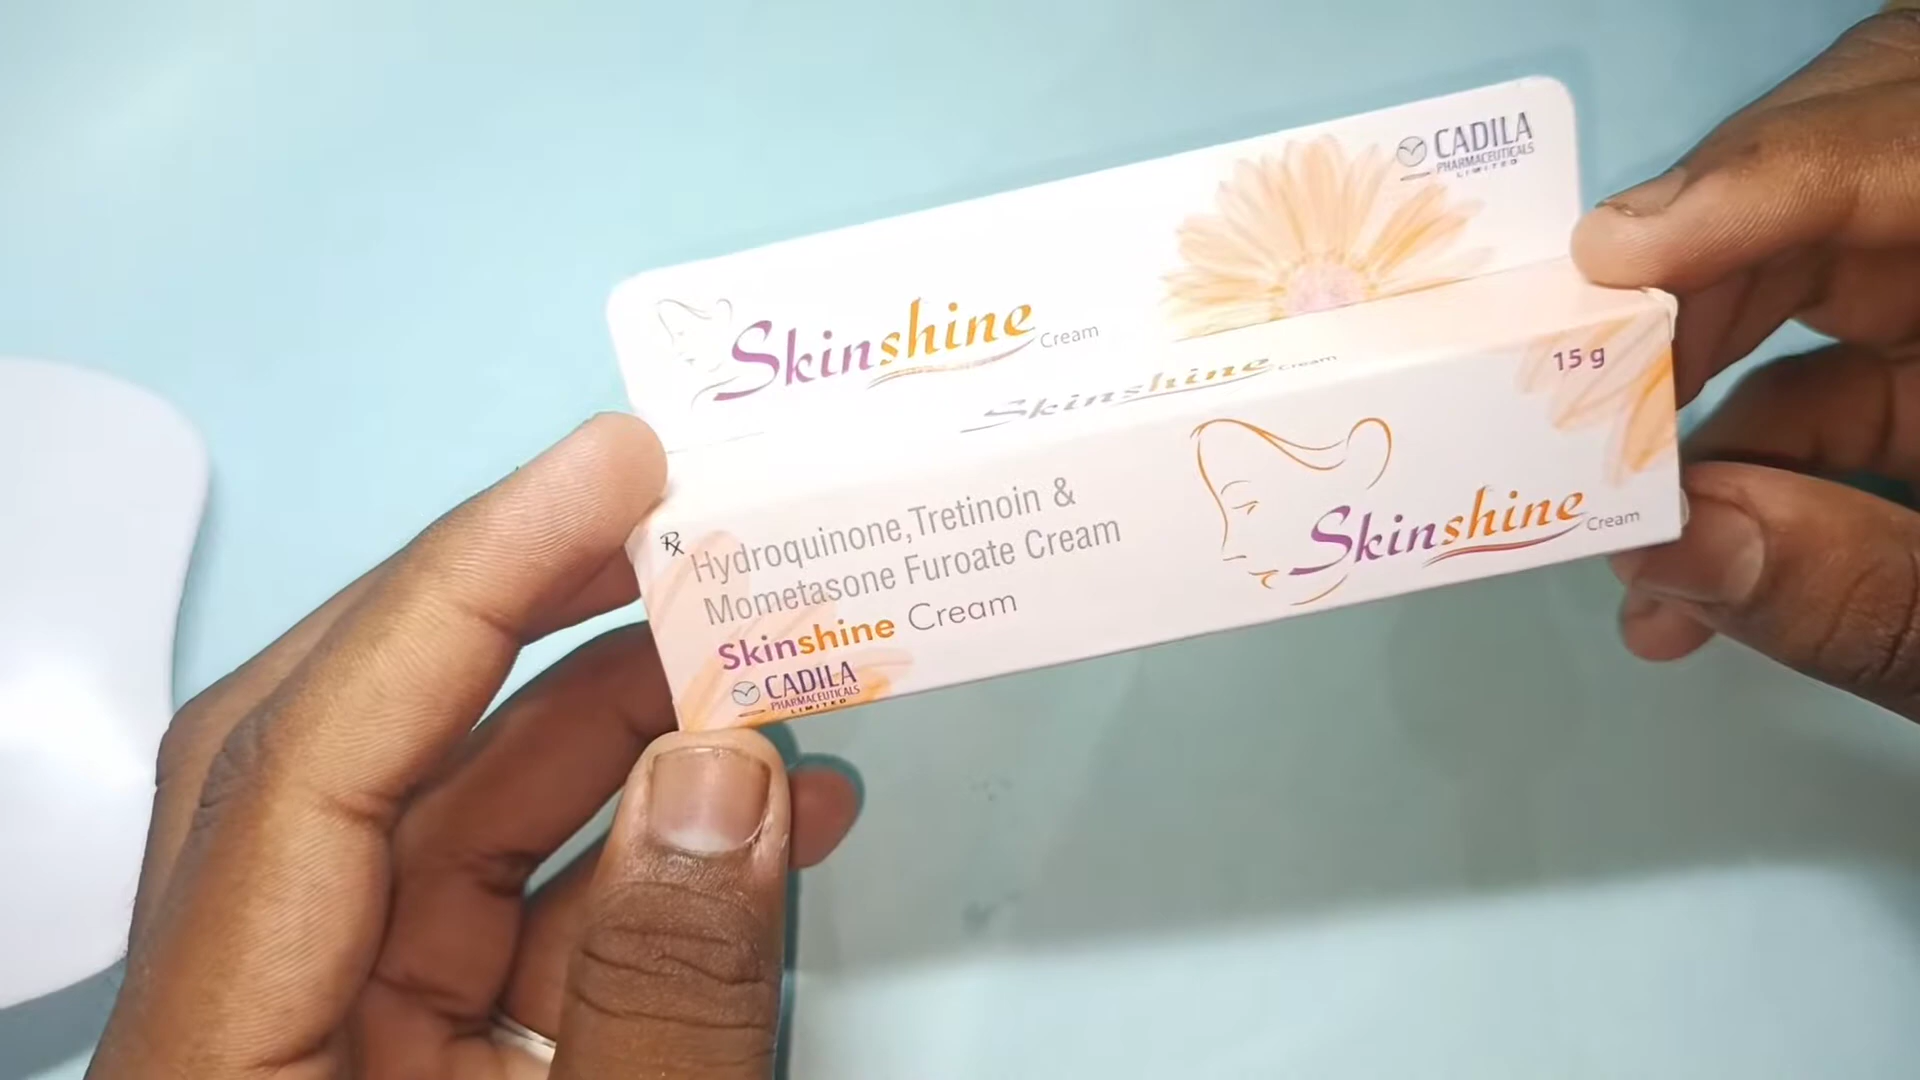 CADILA
PHARMACEUTICALS
LIMITED
Skinshine Cream
Skinshine Cream
15 g
Rx Hydroquinone, Tretinoin &
Mometasone Furoate Cream
Skinshine Cream
CADILA
PHARMACEUTICALS
LIMITED
Skinshine Cream